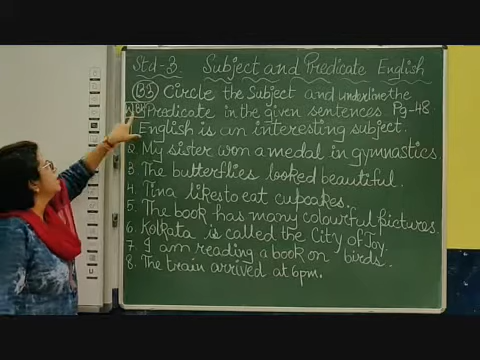 Std-3. Subject and Predicate English
(B3) Circle the Subject and underline the
Predicate in the given sentences. Pg-48.
1. English is an interesting subject.
2. My sister won a medal in gymnastics.
3. The butterflies looked beautiful.
4. Tina likes to eat cupcakes.
5. The book has many colourful pictures.
6. Kolkata is called the City of Joy.
7. I am reading a book on birds.
8. The train arrived at 6pm.